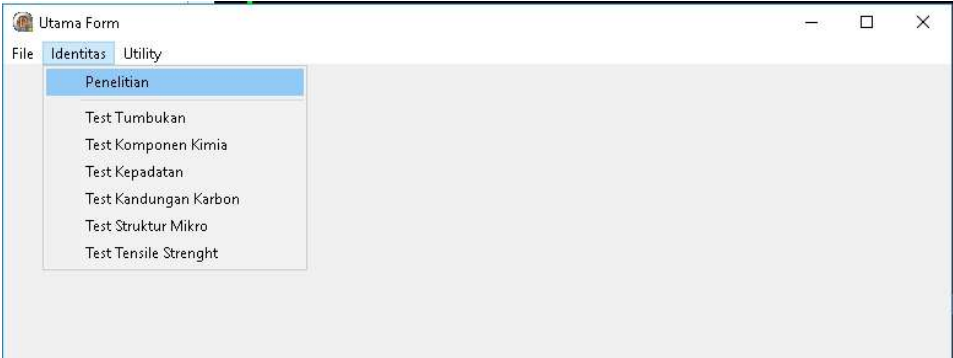 Utama Form
File Identitas Utility
Penelitian
Test Tumbukan
Test Komponen Kimia
Test Kepadatan
Test Kandungan Karbon
Test Struktur Mikro
Test Tensile Strenght